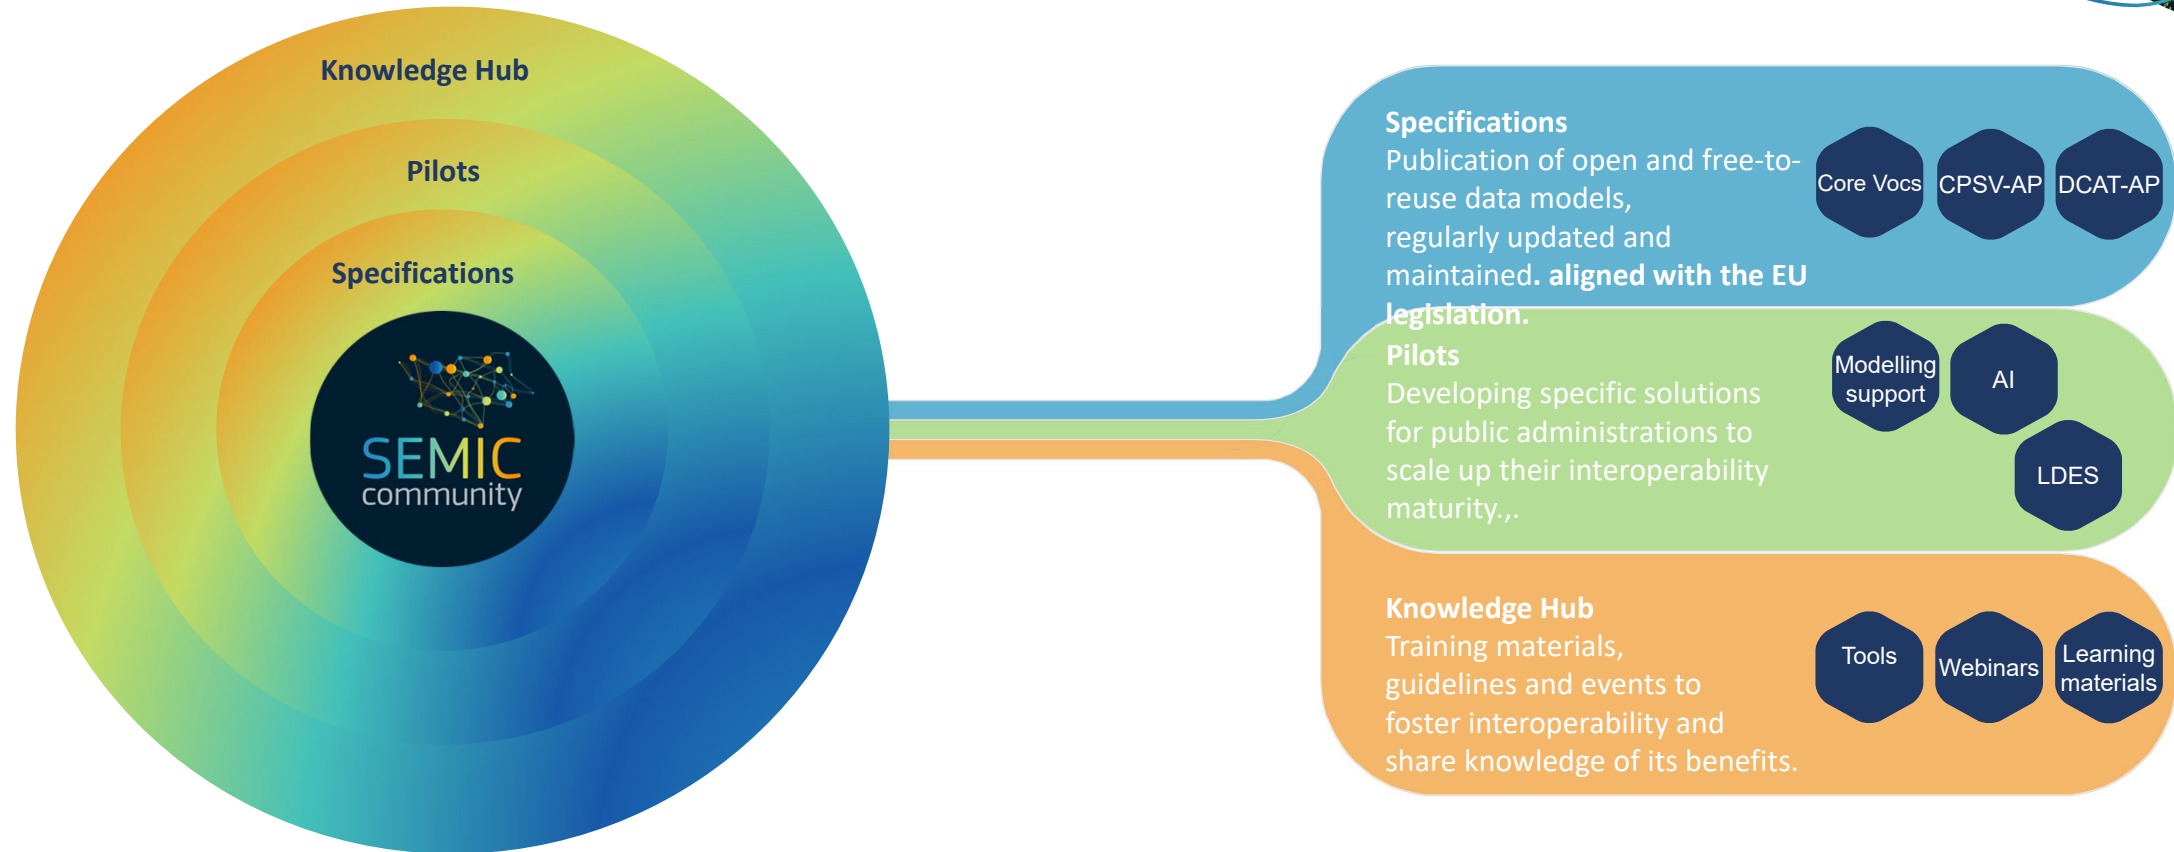 Knowledge Hub
Pilots
Specifications
SEMIC
community
Specifications
Publication of open and free-to-
reuse data models,
regularly updated and
maintained. aligned with the EU
legislation.
Core Vocs
CPSV-AP
DCAT-AP
Pilots
Developing specific solutions
for public administrations to
scale up their interoperability
maturity.,.
Modelling
support
AI
LDES
Knowledge Hub
Training materials,
guidelines and events to
foster interoperability and
share knowledge of its benefits.
Tools
Webinars
Learning
materials